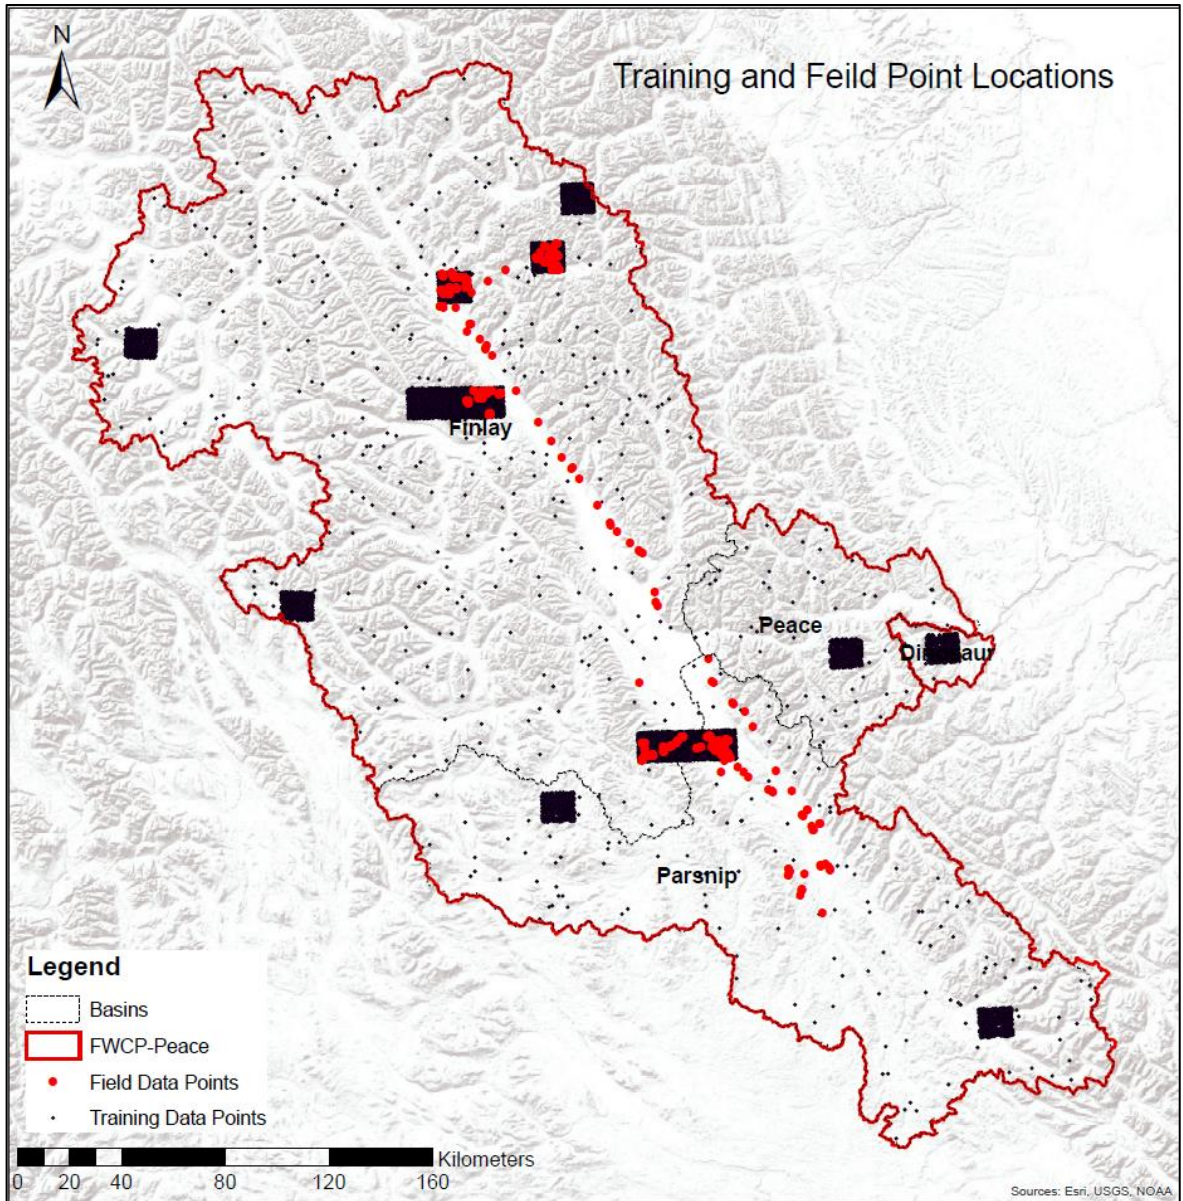 N
Training and Feild Point Locations
Finlay
Peace
Dinosaur
Parsnip
Legend
Basins
FWCP-Peace
Field Data Points
Training Data Points
Kilometers
0 20 40 80 120 160
Sources: Esri, USGS, NOAA